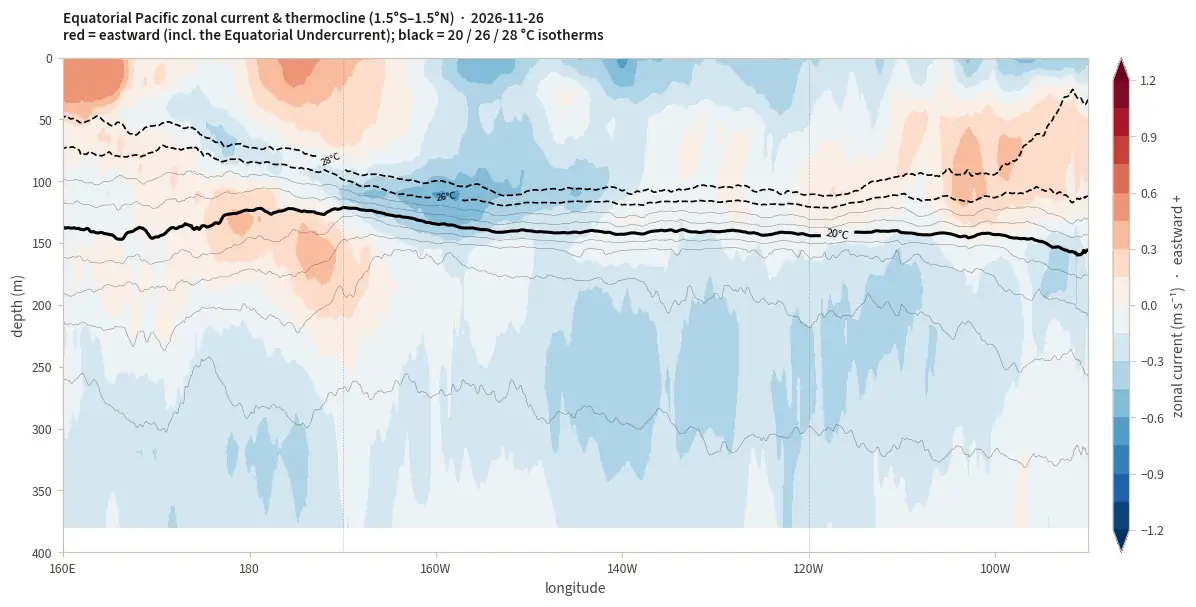 Equatorial Pacific zonal current & thermocline (1.5°S–1.5°N) · 2026-11-26
red = eastward (incl. the Equatorial Undercurrent); black = 20 / 26 / 28 °C isotherms
0
50
100
150
200
250
300
350
400
depth (m)
28°C
26°C
20°C
160E
180
160W
140W
120W
100W
longitude
1.2
0.9
0.6
0.3
0.0
−0.3
−0.6
−0.9
−1.2
zonal current (m s⁻¹) · eastward +